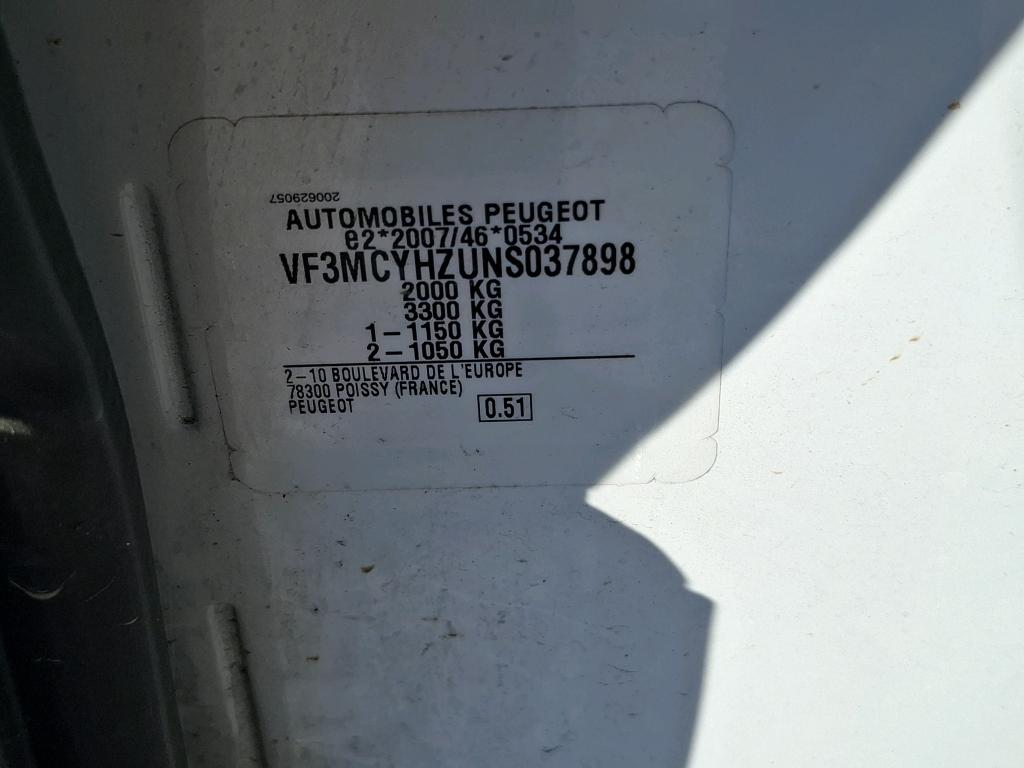 200629057
AUTOMOBILES PEUGEOT
e2*2007/46*0534
VF3MCYHZUNS037898
2000 KG
3300 KG
1-1150 KG
2-1050 KG
2-10 BOULEVARD DE L'EUROPE
78300 POISSY (FRANCE)
PEUGEOT
0.51